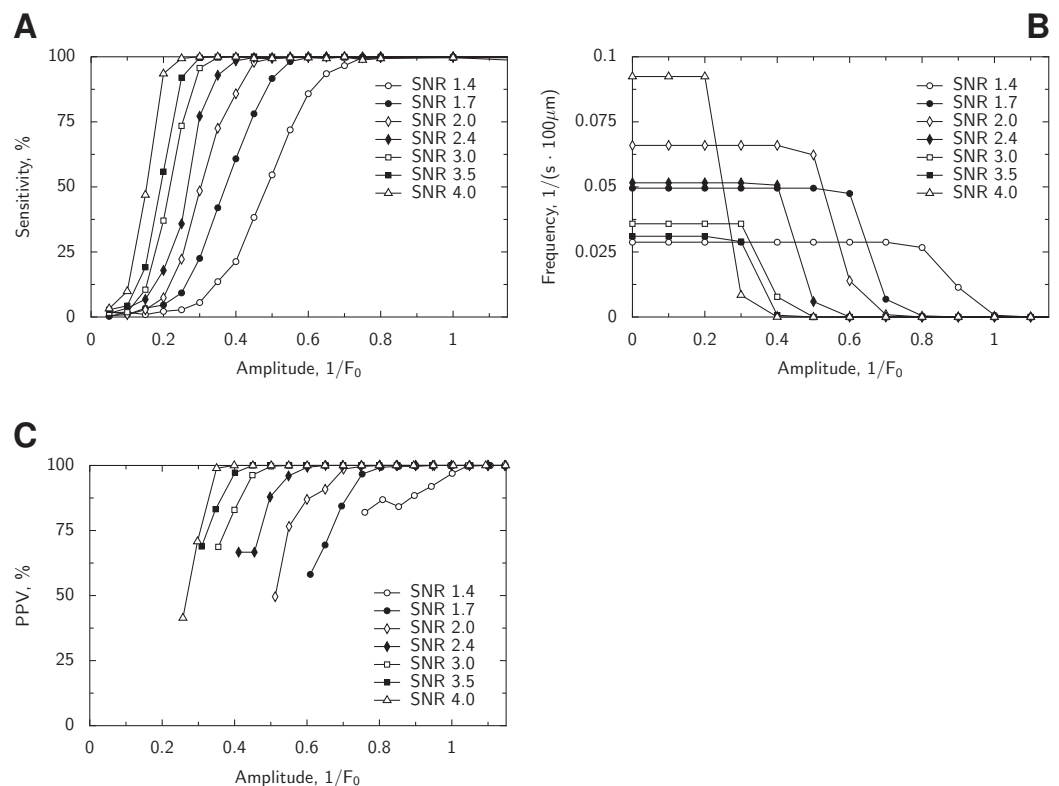 A
B
100
75
50
25
0
Sensitivity, %
0
0.2
0.4
0.6
0.8
1
Amplitude, 1/F₀
SNR 1.4
SNR 1.7
SNR 2.0
SNR 2.4
SNR 3.0
SNR 3.5
SNR 4.0
0.1
0.075
0.050
0.025
0
Frequency, 1/(s · 100μm)
0.0
0.2
0.4
0.6
0.8
1
Amplitude, 1/F₀
SNR 1.4
SNR 1.7
SNR 2.0
SNR 2.4
SNR 3.0
SNR 3.5
SNR 4.0
C
100
75
50
25
0
PPV, %
0
0.2
0.4
0.6
0.8
1
Amplitude, 1/F₀
SNR 1.4
SNR 1.7
SNR 2.0
SNR 2.4
SNR 3.0
SNR 3.5
SNR 4.0